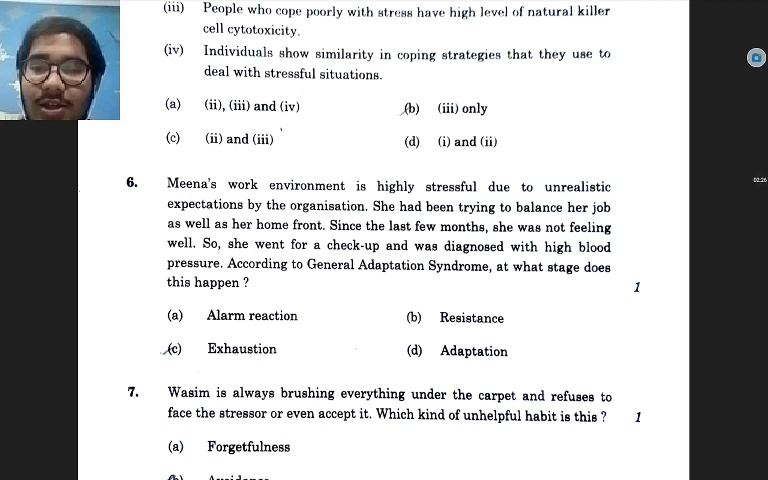 (iii) People who cope poorly with stress have high level of natural killer
cell cytotoxicity.
(iv) Individuals show similarity in coping strategies that they use to
deal with stressful situations.
(a) (ii), (iii) and (iv) (b) (iii) only
(c) (ii) and (iii) (d) (i) and (ii)
6. Meena's work environment is highly stressful due to unrealistic
expectations by the organisation. She had been trying to balance her job
as well as her home front. Since the last few months, she was not feeling
well. So, she went for a check-up and was diagnosed with high blood
pressure. According to General Adaptation Syndrome, at what stage does
this happen ? 1
(a) Alarm reaction (b) Resistance
(c) Exhaustion (d) Adaptation
7. Wasim is always brushing everything under the carpet and refuses to
face the stressor or even accept it. Which kind of unhelpful habit is this ? 1
(a) Forgetfulness
02:26